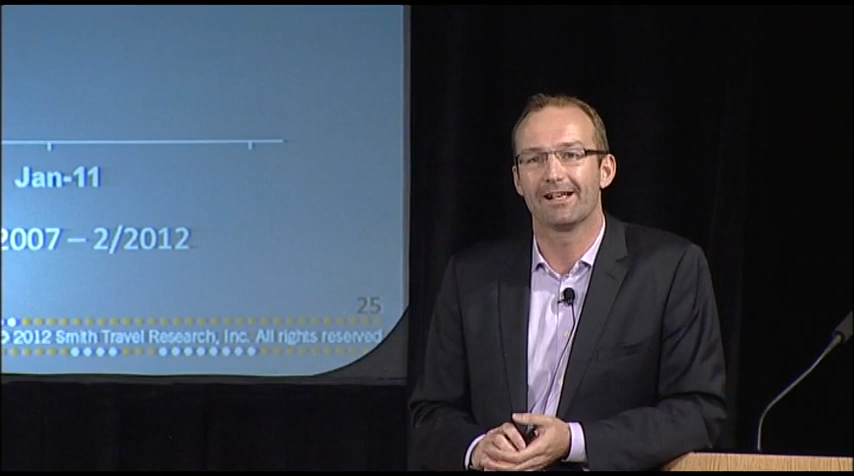 Jan-11
2007 – 2/2012
25
© 2012 Smith Travel Research, Inc. All rights reserved